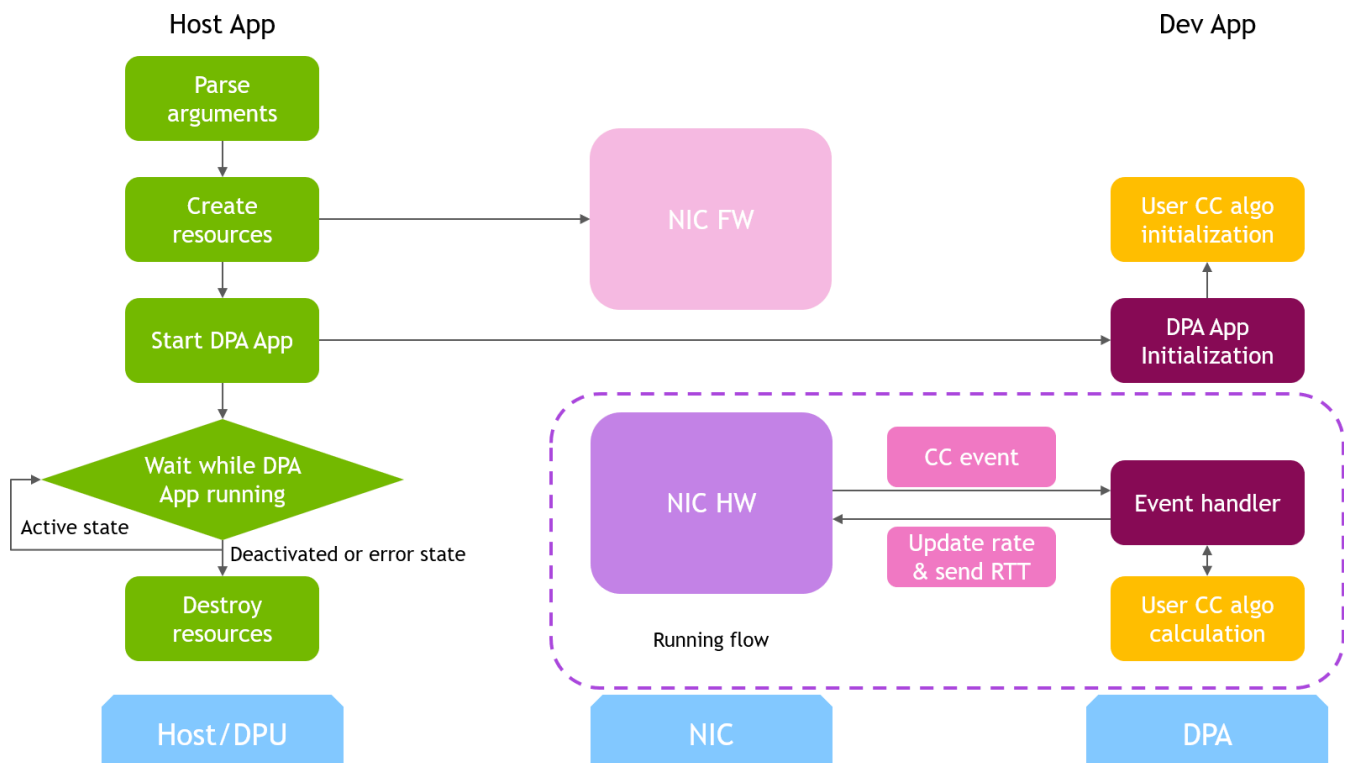 Host App
Dev App
Parse
arguments
Create
resources
NIC FW
User CC algo
initialization
Start DPA App
DPA App
Initialization
Wait while DPA
App running
Active state
Deactivated or error state
Destroy
resources
NIC HW
CC event
Update rate
& send RTT
Event handler
User CC algo
calculation
Running flow
Host/DPU
NIC
DPA